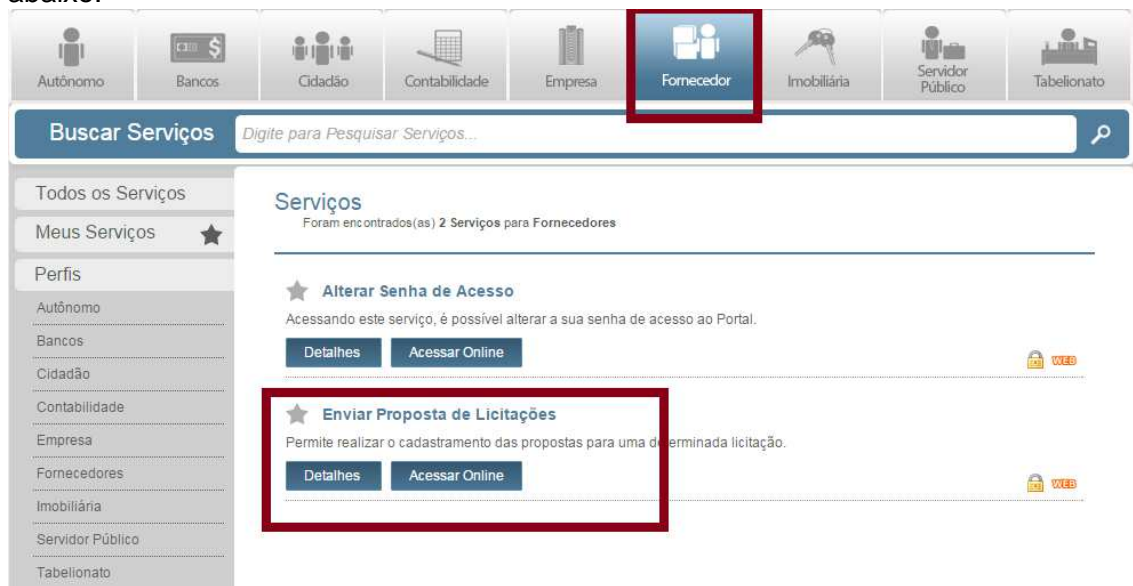 abaixo:
Autônomo
Bancos
Cidadão
Contabilidade
Empresa
Fornecedor
Imobiliária
Servidor
Público
Tabelionato
Buscar Serviços
Digite para Pesquisar Serviços...
Todos os Serviços
Meus Serviços
Perfis
Autônomo
Bancos
Cidadão
Contabilidade
Empresa
Fornecedores
Imobiliária
Servidor Público
Tabelionato
Serviços
Foram encontrados(as) 2 Serviços para Fornecedores
Alterar Senha de Acesso
Acessando este serviço, é possível alterar a sua senha de acesso ao Portal.
Detalhes
Acessar Online
WEB
Enviar Proposta de Licitações
Permite realizar o cadastramento das propostas para uma determinada licitação.
Detalhes
Acessar Online
WEB